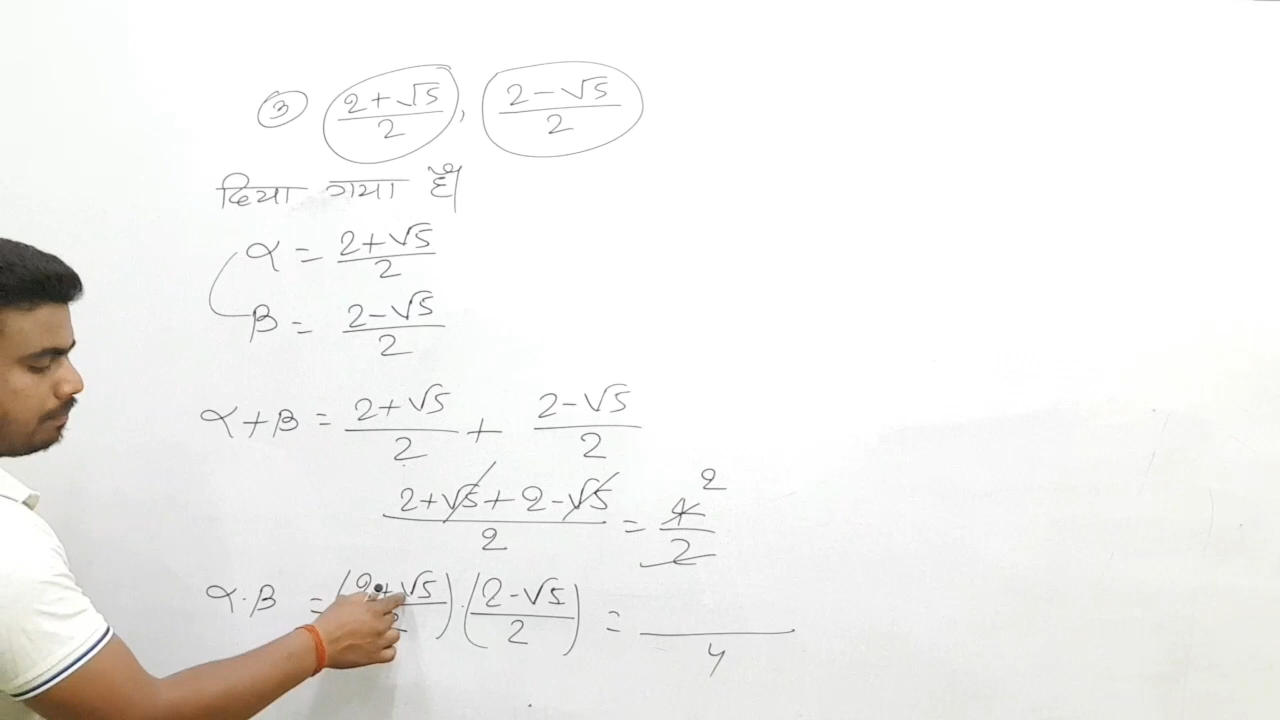 ③ (2+√5)/2, (2-√5)/2
दिया गया है।
α = (2+√5)/2
β = (2-√5)/2
α+β = (2+√5)/2 + (2-√5)/2
(2+√5+2-√5)/2 = 4/2 2
α.β = ((2+√5)/2).((2-√5)/2) = /4